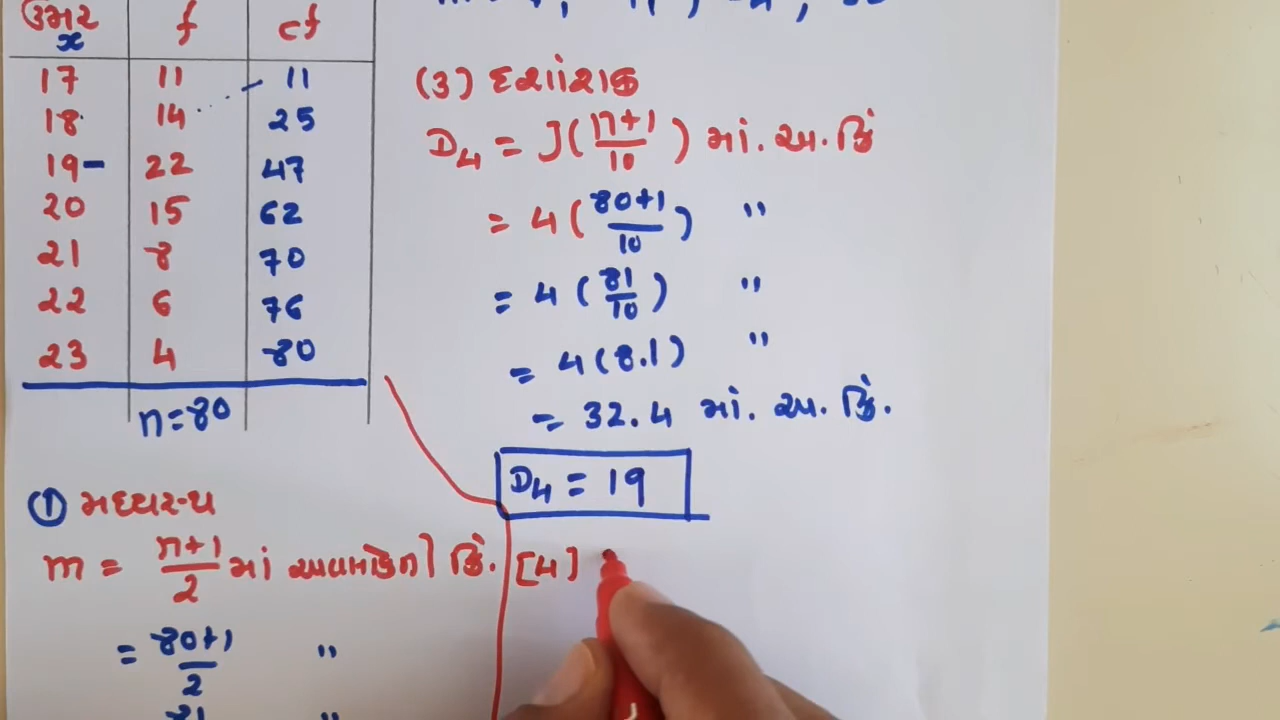 ઉંમર x f cf
17 11 11
18 14 25
19- 22 47
20 15 62
21 8 70
22 6 76
23 4 80
n=80
① મધ્યસ્થ
m = n+1/2 માં અવલોકનની કિં.
= 80+1/2 "
81 "
(3) દશાંશક
D4 = J(n+1/10) માં. અ. કિં
= 4(80+1/10) "
= 4(81/10) "
= 4(8.1) "
= 32.4 માં. અ. કિં.
D4 = 19
[4]